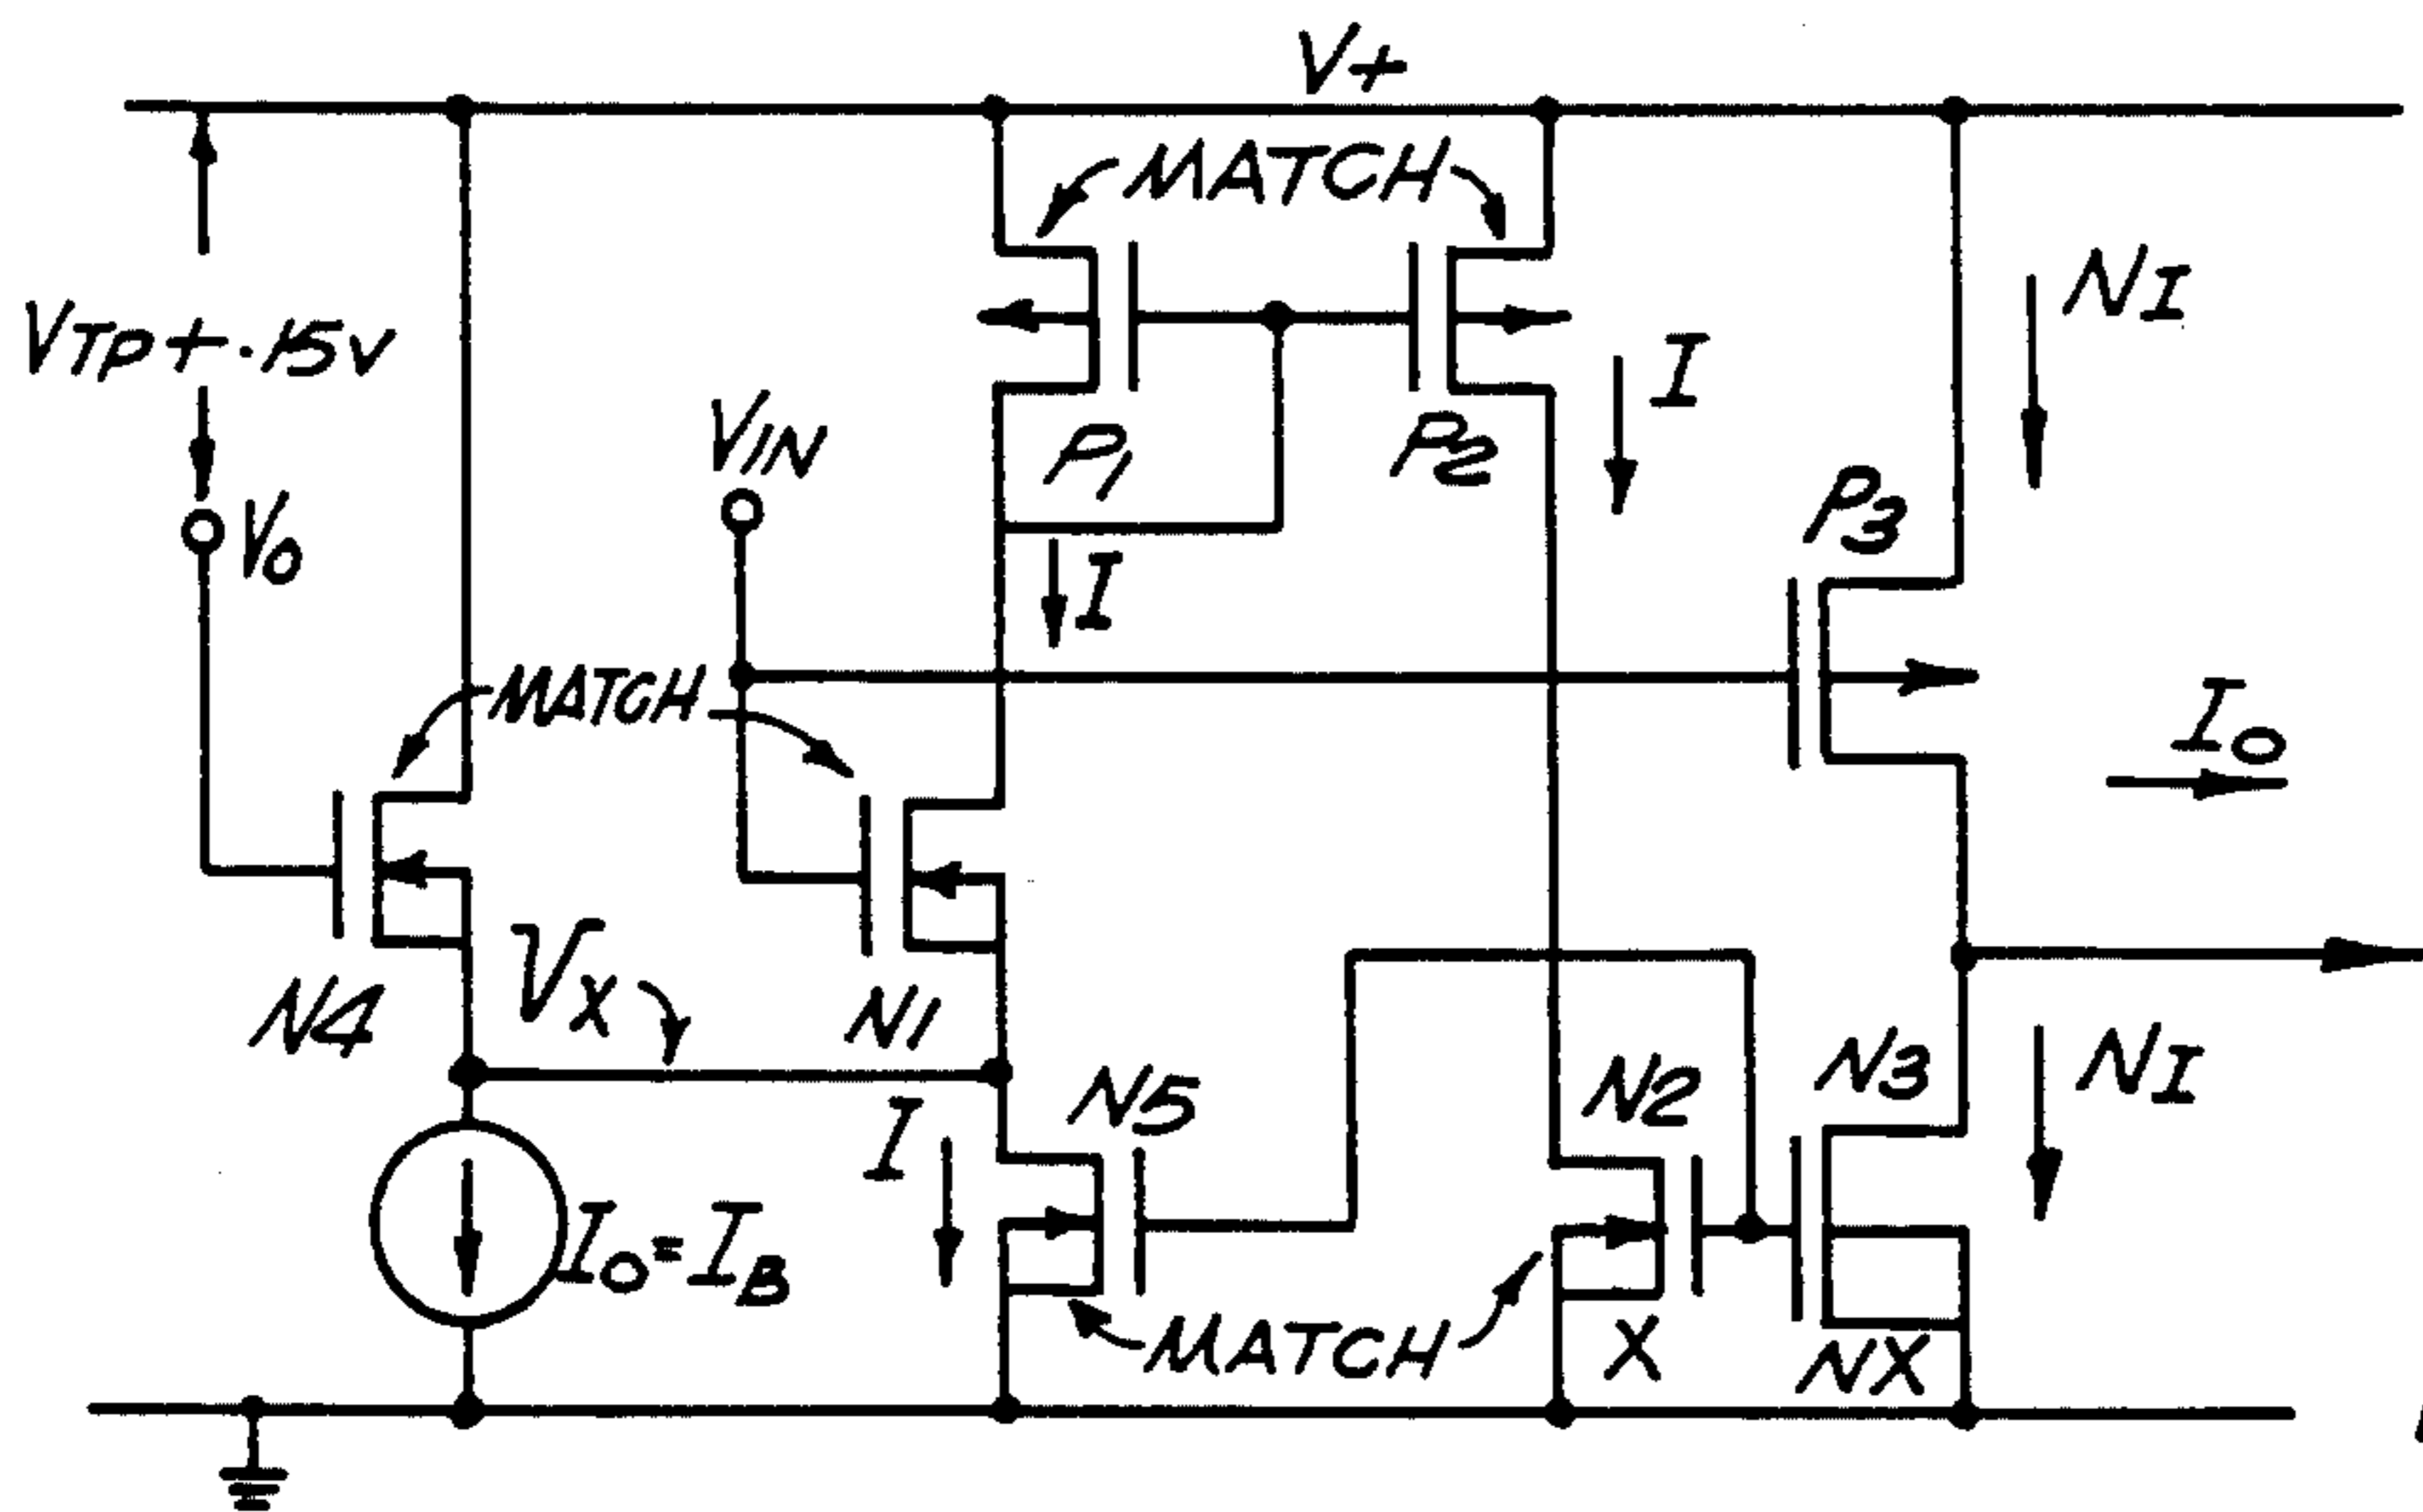 V+
MATCH
NI
VTP+.15V
I
VIN
P1
P2
P3
V0
I
MATCH
IO
N4
VX
N1
N5
N2
N3
NI
I
IO=IB
MATCH
X
NX